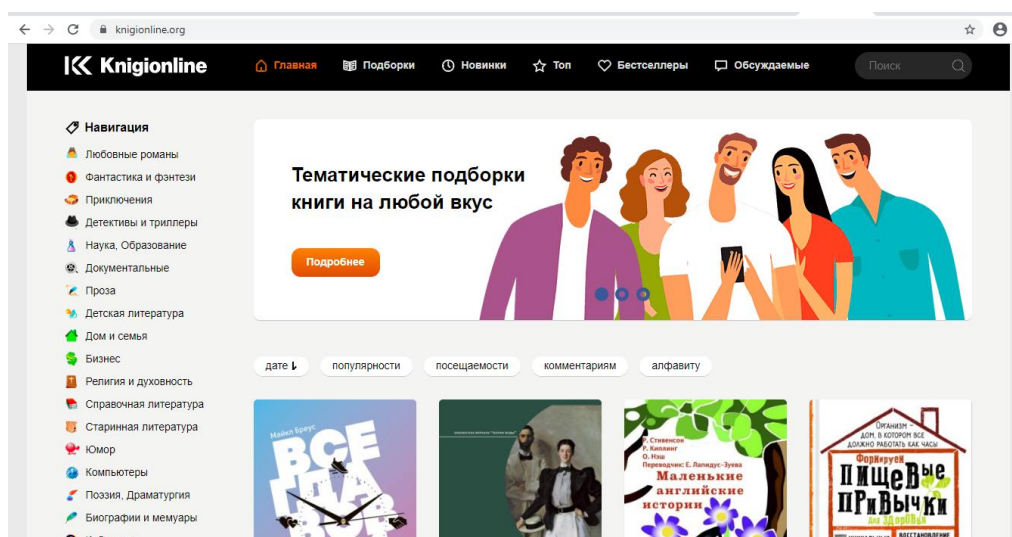 knigionline.org
Knigionline
Главная
Подборки
Новинки
Топ
Бестселлеры
Обсуждаемые
Поиск
Навигация
Любовные романы
Фантастика и фэнтези
Приключения
Детективы и триллеры
Наука, Образование
Документальные
Проза
Детская литература
Дом и семья
Бизнес
Религия и духовность
Справочная литература
Старинная литература
Юмор
Компьютеры
Поэзия, Драматургия
Биографии и мемуары
Тематические подборки
книги на любой вкус
Подробнее
дате
популярности
посещаемости
комментариям
алфавиту
Майкл Бреус
ВСЕ
Р. Стивенсон
Р. Киплинг
О. Нэш
Переводчик: Е. Лапидус-Зуева
Маленькие
английские
истории
Организм –
дом, в котором все
должно работать как часы
Формируем
Пищевые
Привычки
для здоровья
ВОССТАНОВЛЕНИЕ